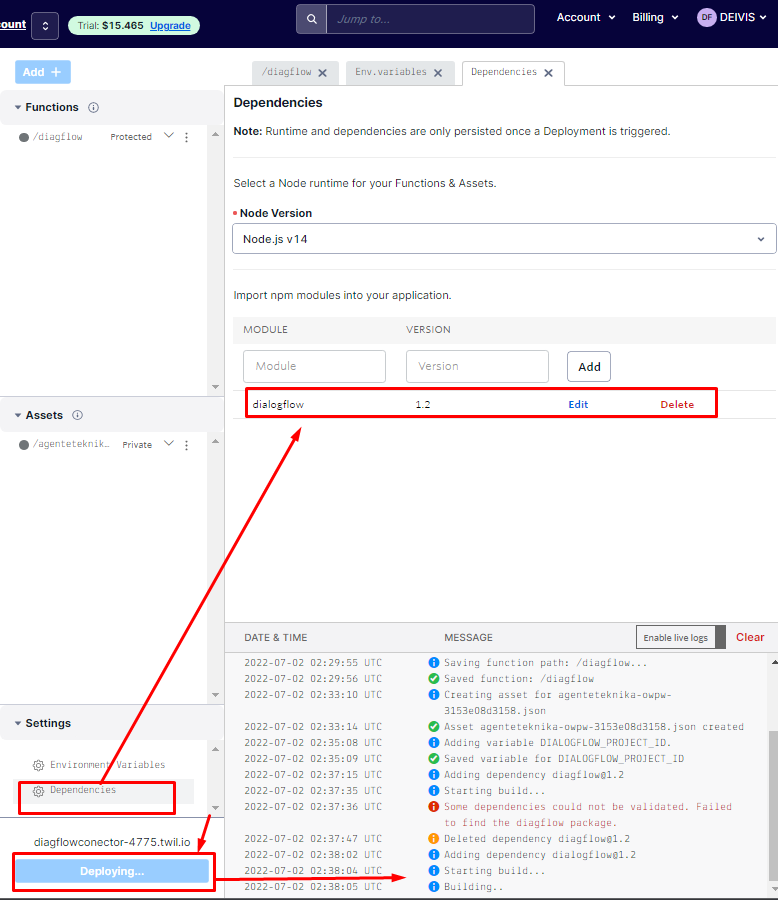 ount
Trial: $15.465 Upgrade
Jump to...
Account
Billing
DF DEIVIS
Add +
/diagflow
Env.variables
Dependencies
Functions
/diagflow Protected
Dependencies
Note: Runtime and dependencies are only persisted once a Deployment is triggered.
Select a Node runtime for your Functions & Assets.
Node Version
Node.js v14
Import npm modules into your application.
MODULE VERSION
Module Version Add
dialogflow 1.2 Edit Delete
Assets
/agenteteknik... Private
Settings
Environment Variables
Dependencies
diagflowconector-4775.twil.io
Deploying...
DATE & TIME MESSAGE Enable live logs Clear
2022-07-02 02:29:55 UTC Saving function path: /diagflow...
2022-07-02 02:29:56 UTC Saved function: /diagflow
2022-07-02 02:33:10 UTC Creating asset for agenteteknika-owpw-
3153e08d3158.json
2022-07-02 02:33:14 UTC Asset agenteteknika-owpw-3153e08d3158.json created
2022-07-02 02:35:08 UTC Adding variable DIALOGFLOW_PROJECT_ID.
2022-07-02 02:35:09 UTC Saved variable for DIALOGFLOW_PROJECT_ID
2022-07-02 02:37:15 UTC Adding dependency diagflow@1.2
2022-07-02 02:37:35 UTC Starting build...
2022-07-02 02:37:36 UTC Some dependencies could not be validated. Failed
to find the diagflow package.
2022-07-02 02:37:47 UTC Deleted dependency diagflow@1.2
2022-07-02 02:38:02 UTC Adding dependency dialogflow@1.2
2022-07-02 02:38:04 UTC Starting build...
2022-07-02 02:38:05 UTC Building..